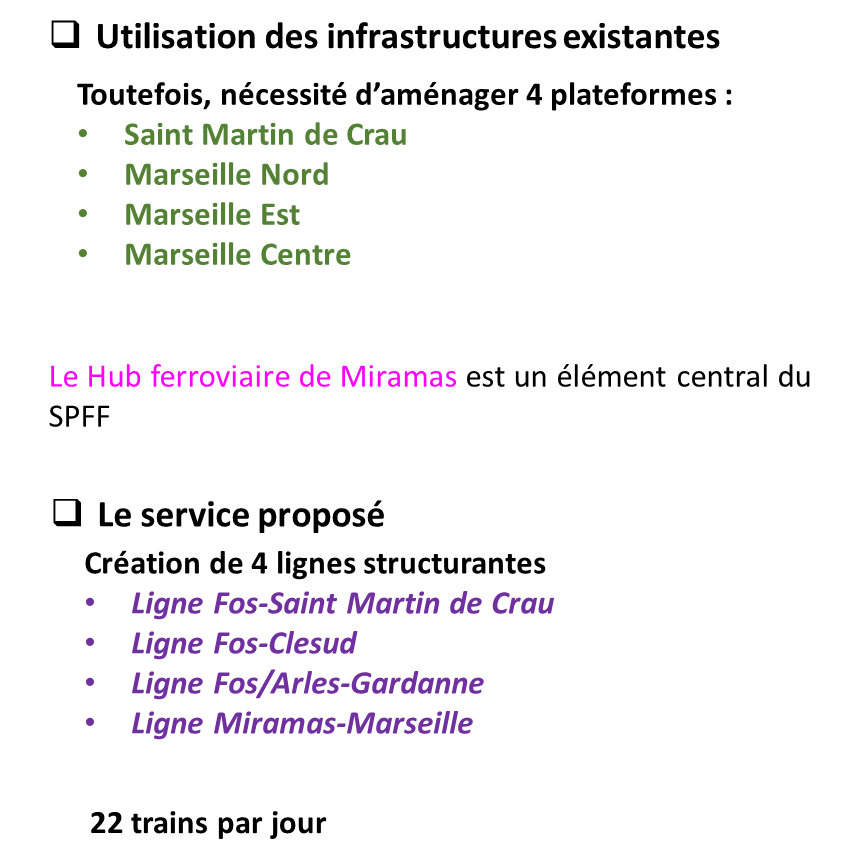 ❑ Utilisation des infrastructures existantes
Toutefois, nécessité d'aménager 4 plateformes :
• Saint Martin de Crau
• Marseille Nord
• Marseille Est
• Marseille Centre
Le Hub ferroviaire de Miramas est un élément central du
SPFF
❑ Le service proposé
Création de 4 lignes structurantes
• Ligne Fos-Saint Martin de Crau
• Ligne Fos-Clesud
• Ligne Fos/Arles-Gardanne
• Ligne Miramas-Marseille
22 trains par jour